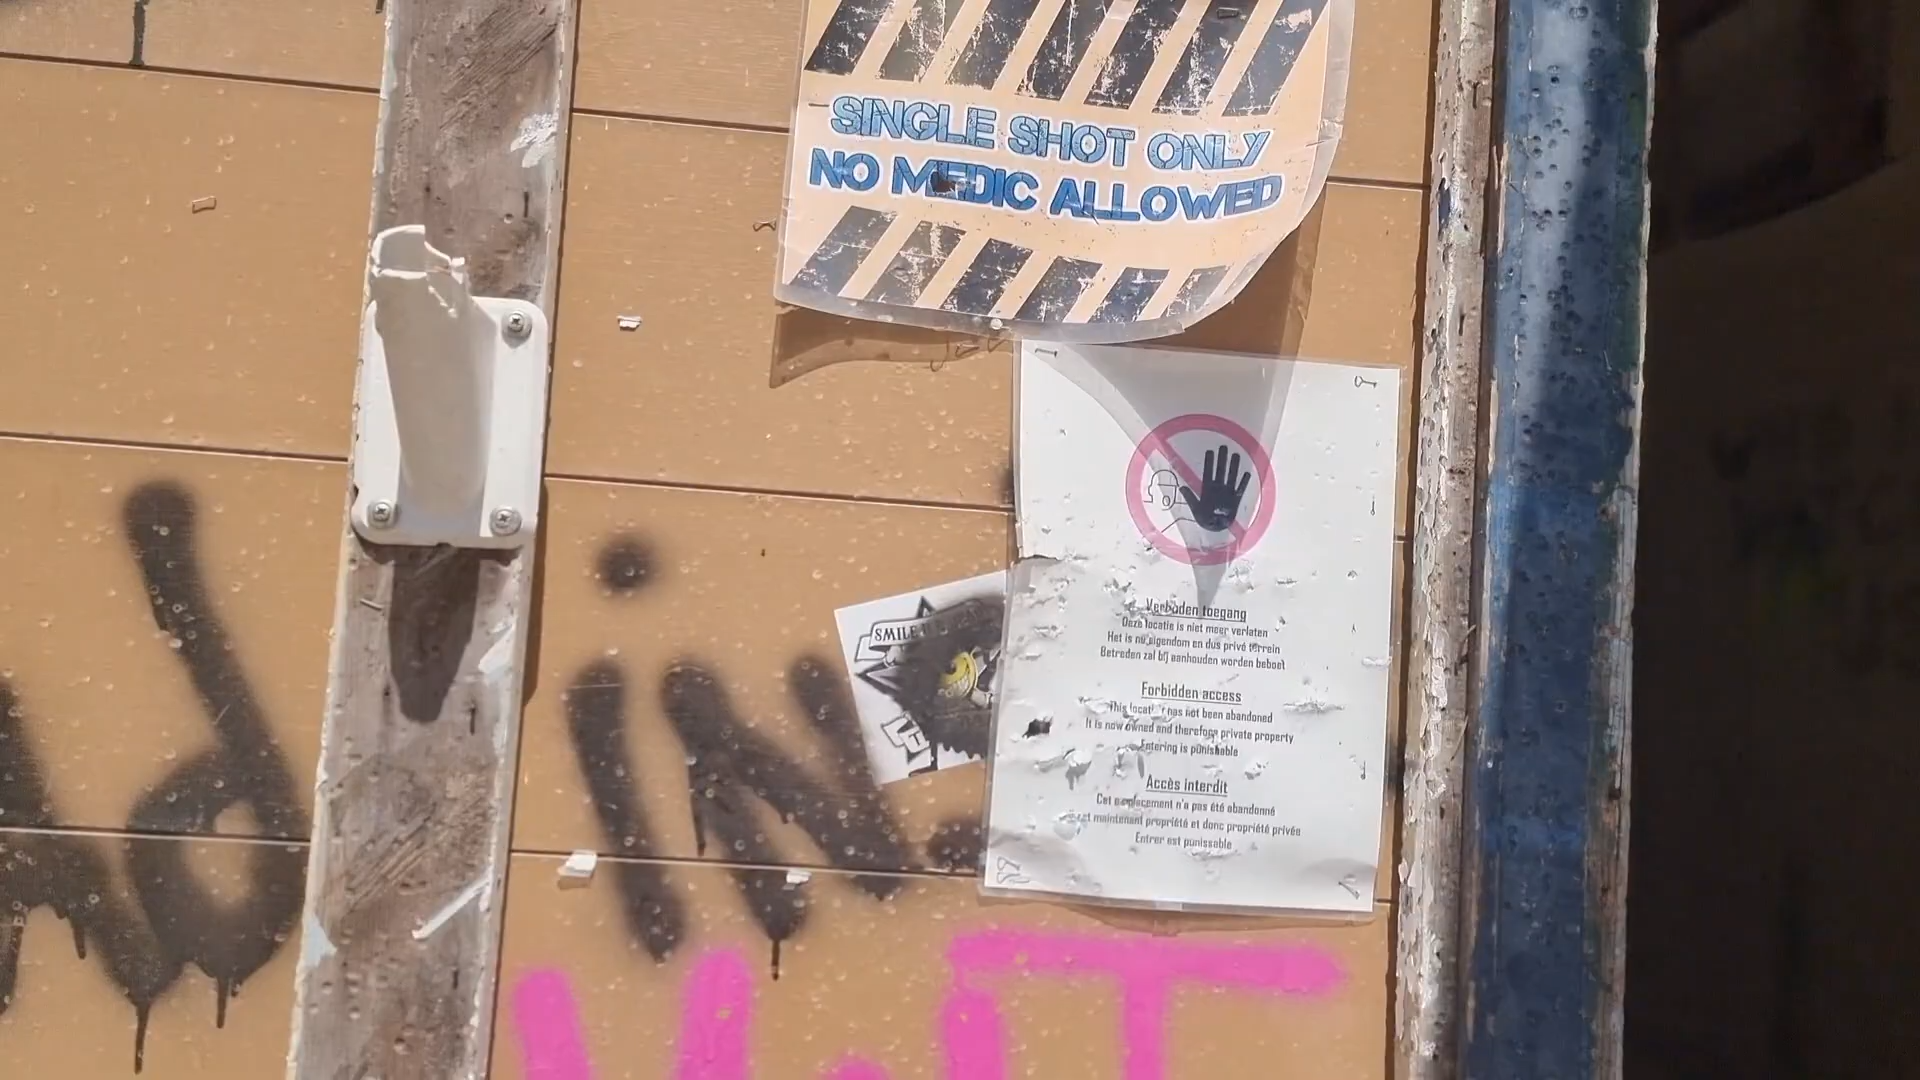 SINGLE SHOT ONLY
NO MEDIC ALLOWED
Verboden toegang
Deze locatie is niet meer verlaten
Het is nu eigendom en dus privé terrein
Betreden zal bij aanhouden worden beboet
Forbidden access
This location has not been abandoned
It is now owned and therefore private property
Entering is punishable
Accès interdit
Cet emplacement n'a pas été abandonné
est maintenant propriété et donc propriété privée
Entrer est punissable
SMILE
iN.